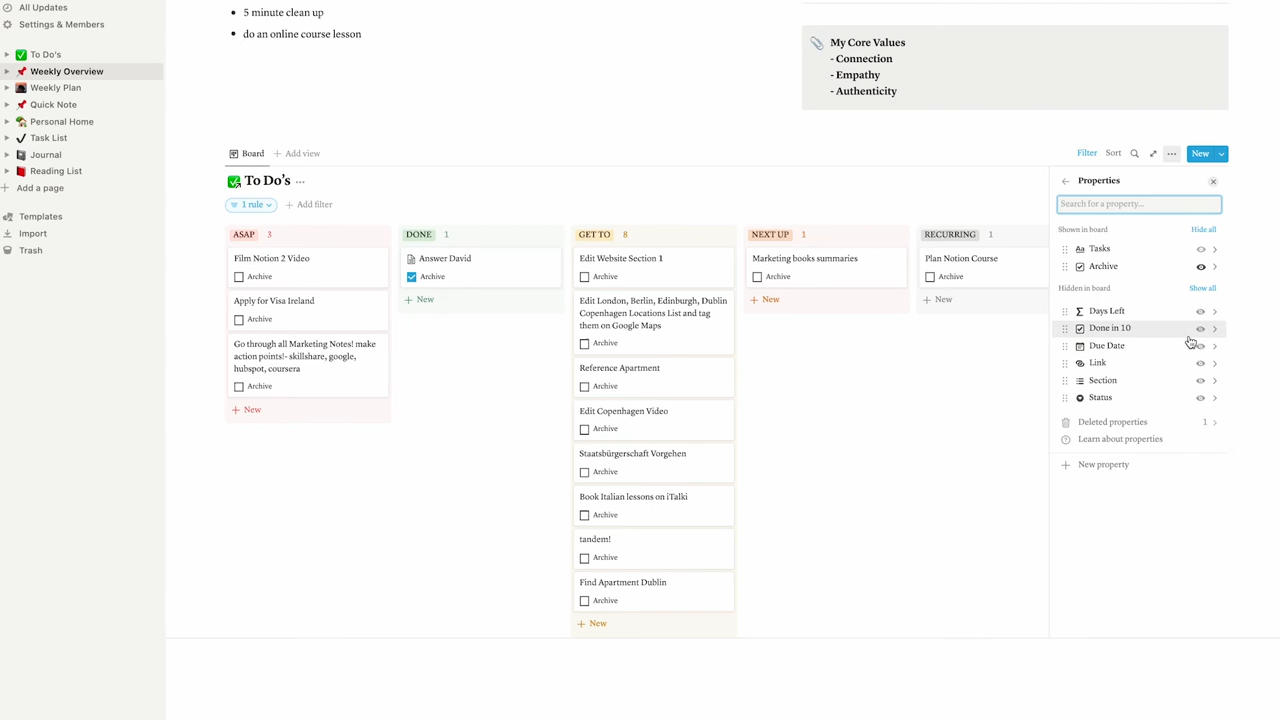 All Updates
Settings & Members
To Do's
Weekly Overview
Weekly Plan
Quick Note
Personal Home
Task List
Journal
Reading List
Add a page
Templates
Import
Trash
5 minute clean up
do an online course lesson
My Core Values
- Connection
- Empathy
- Authenticity
Board
Add view
Filter
Sort
New
To Do's
1 rule
Add filter
ASAP 3
Film Notion 2 Video
Archive
Apply for Visa Ireland
Archive
Go through all Marketing Notes! make
action points!- skillshare, google,
hubspot, coursera
Archive
+ New
DONE 1
Answer David
Archive
+ New
GET TO 8
Edit Website Section 1
Archive
Edit London, Berlin, Edinburgh, Dublin
Copenhagen Locations List and tag
them on Google Maps
Archive
Reference Apartment
Archive
Edit Copenhagen Video
Archive
Staatsbürgerschaft Vorgehen
Archive
Book Italian lessons on iTalki
Archive
tandem!
Archive
Find Apartment Dublin
Archive
+ New
NEXT UP 1
Marketing books summaries
Archive
+ New
RECURRING 1
Plan Notion Course
Archive
+ New
Properties
Search for a property...
Shown in board
Hide all
Aa Tasks
Archive
Hidden in board
Show all
Days Left
Done in 10
Due Date
Link
Section
Status
Deleted properties 1
Learn about properties
New property